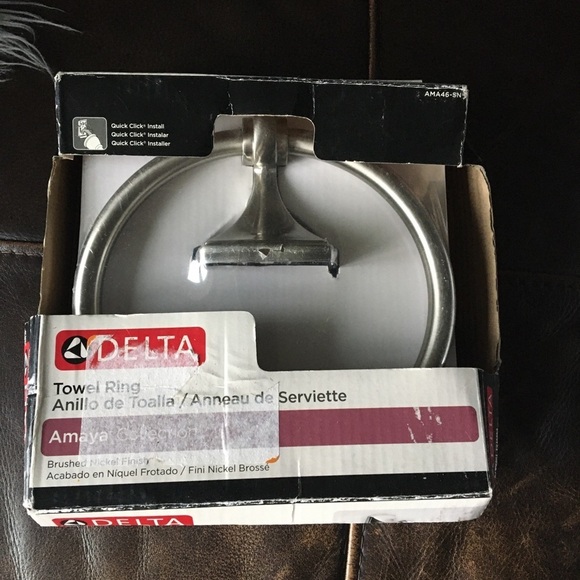 AMA46-SN
Quick Click® Install
Quick Click® Instalar
Quick Click® Installer
DELTA
Towel Ring
Anillo de Toalla / Anneau de Serviette
Amaya Collection
Brushed Nickel Finish
Acabado en Níquel Frotado / Fini Nickel Brossé
DELTA
DELTA